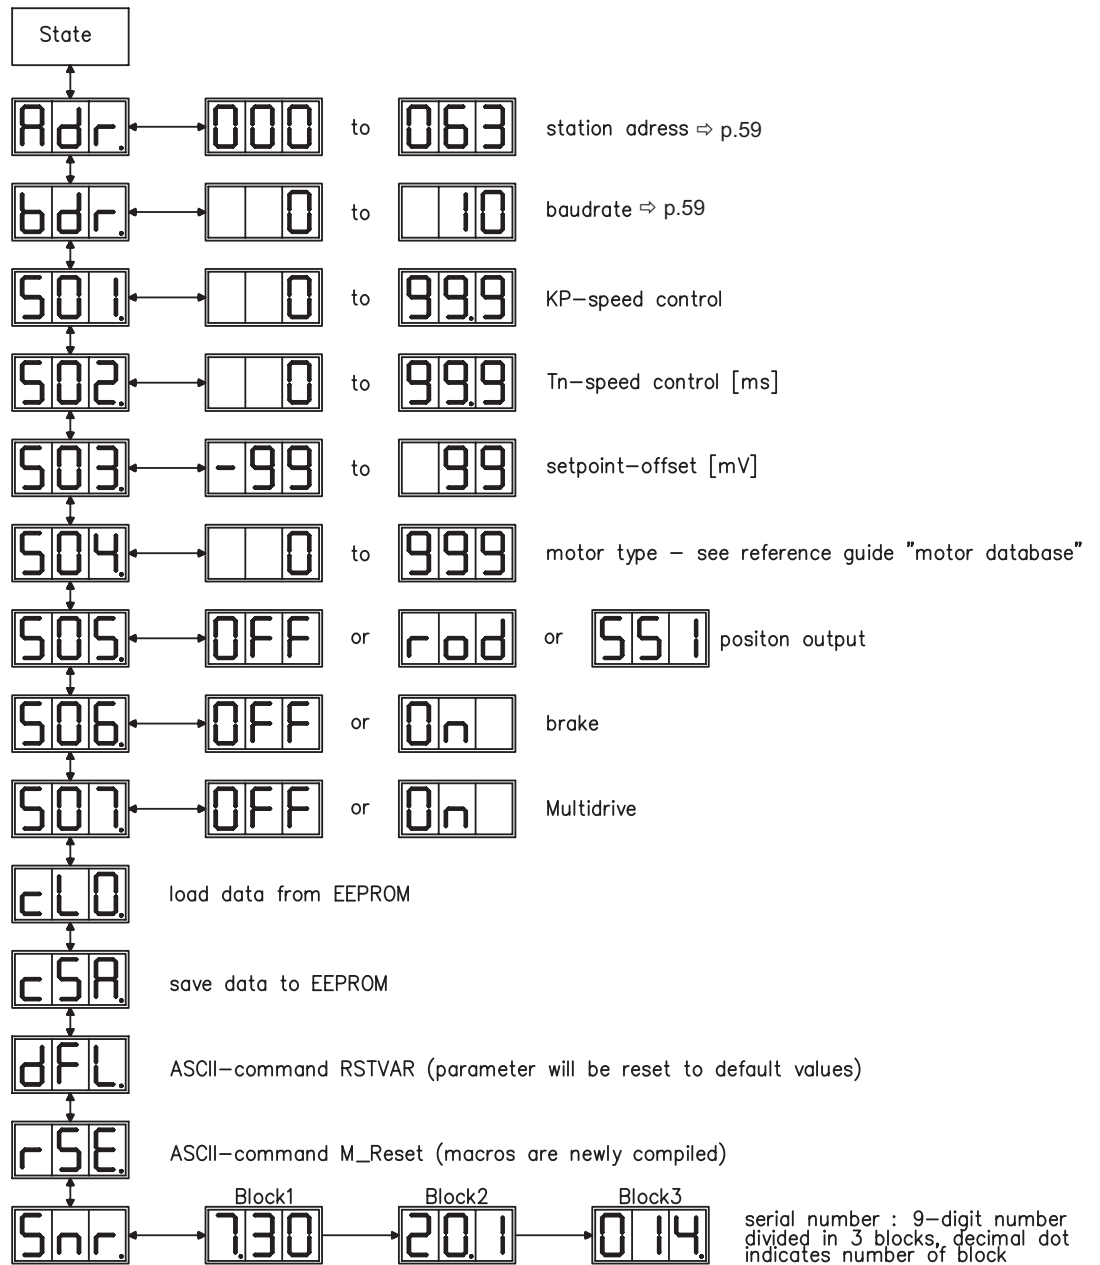 State
Adr. 000 to 063 station adress ⇨ p.59
bdr. 0 to 10 baudrate ⇨ p.59
S01. 0 to 99.9 KP-speed control
S02. 0 to 99.9 Tn-speed control [ms]
S03. -99 to 99 setpoint-offset [mV]
S04. 0 to 999 motor type - see reference guide "motor database"
S05. OFF or rod or SSI positon output
S06. OFF or On brake
S07. OFF or On Multidrive
cLO. load data from EEPROM
cSA. save data to EEPROM
dFL. ASCII-command RSTVAR (parameter will be reset to default values)
rSE. ASCII-command M_Reset (macros are newly compiled)
Block1 Block2 Block3
Snr. 7.30 20.1 014. serial number : 9-digit number
divided in 3 blocks, decimal dot
indicates number of block